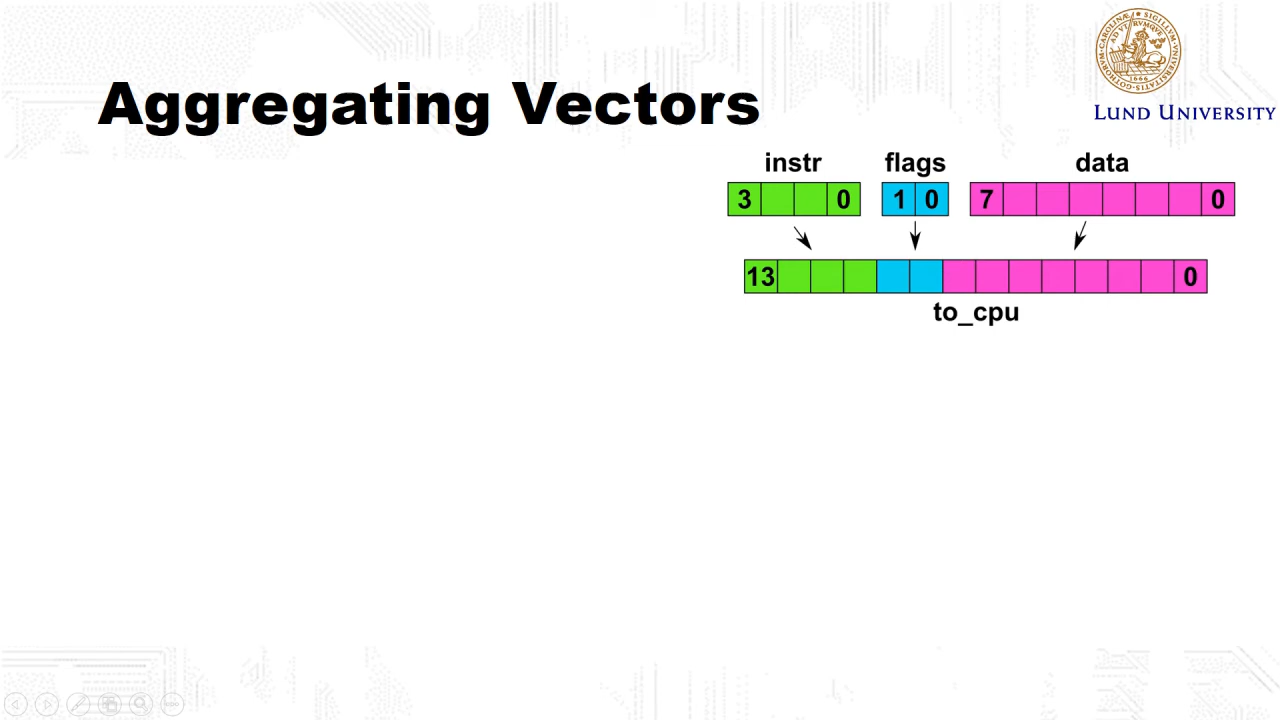 Aggregating Vectors
LUND UNIVERSITY
instr flags data
3 0 1 0 7 0
13 0
to_cpu